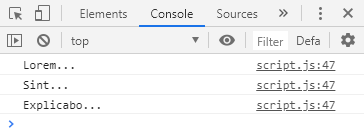 Elements Console Sources »
top Filter Defa
Lorem... script.js:47
Sint... script.js:47
Explicabo... script.js:47